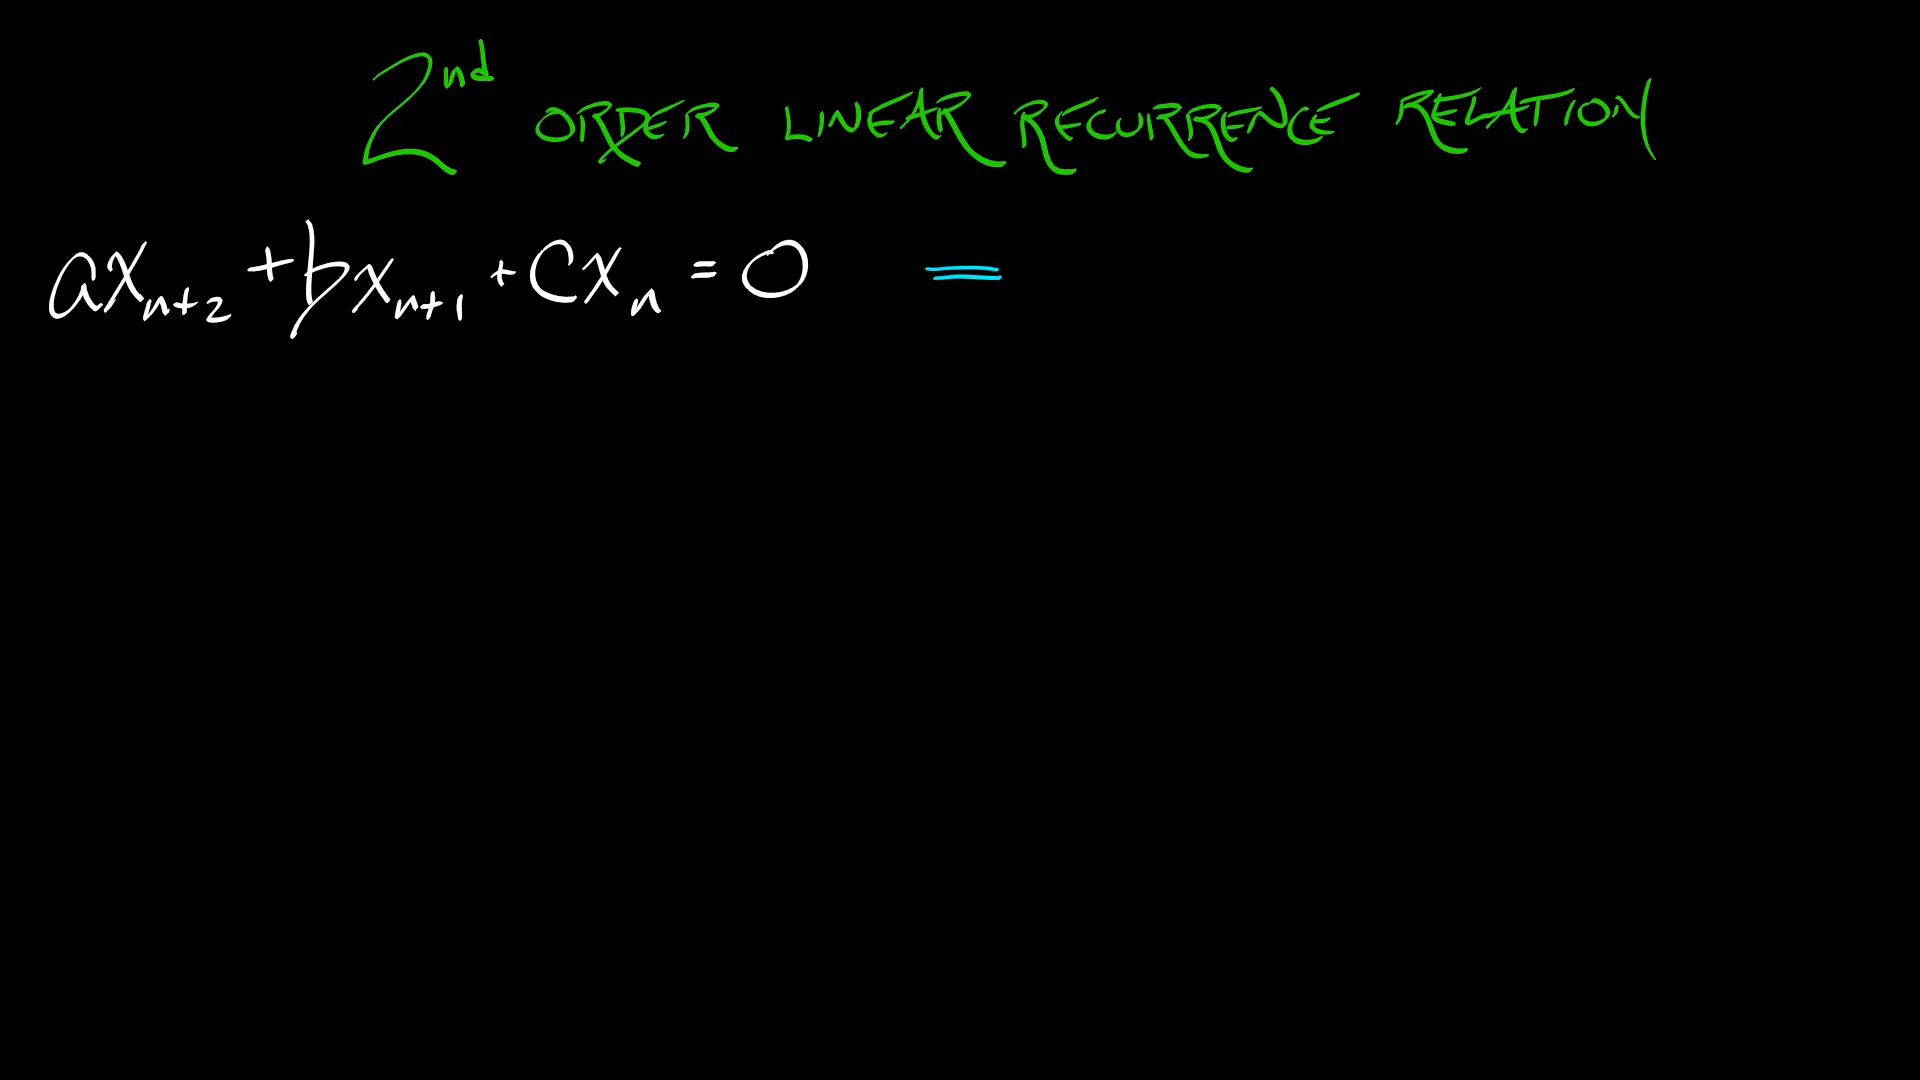 2nd ORDER LINEAR RECURRENCE RELATION
ax_{n+2} + bx_{n+1} + cx_n = 0 =